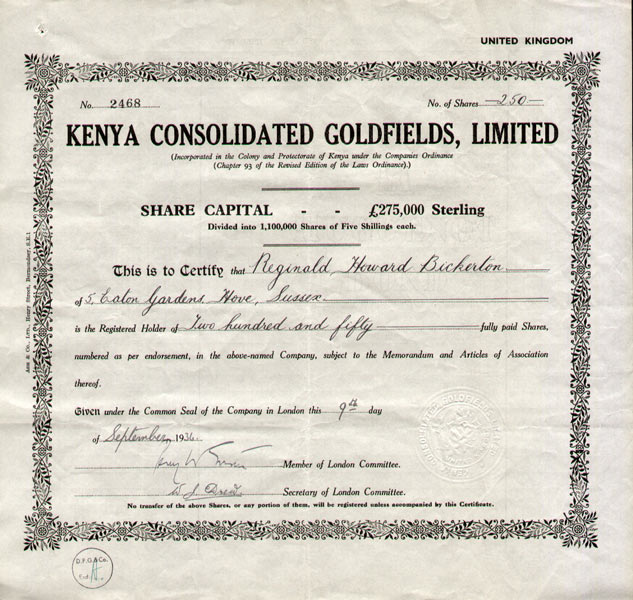 UNITED KINGDOM
No. 2468 No. of Shares 250
KENYA CONSOLIDATED GOLDFIELDS, LIMITED
(Incorporated in the Colony and Protectorate of Kenya under the Companies Ordinance
(Chapter 93 of the Revised Edition of the Laws Ordinance).)
SHARE CAPITAL - - £275,000 Sterling
Divided into 1,100,000 Shares of Five Shillings each.
This is to Certify that Reginald Howard Bickerton
of 5, Eaton Gardens, Hove, Sussex
is the Registered Holder of Two hundred and fifty fully paid Shares,
numbered as per endorsement, in the above-named Company, subject to the Memorandum and Articles of Association
thereof.
Given under the Common Seal of the Company in London this 9th day
of September, 1936.
Member of London Committee.
Secretary of London Committee.
No transfer of the above Shares, or any portion of them, will be registered unless accompanied by this Certificate.
D.F.G. & Co.